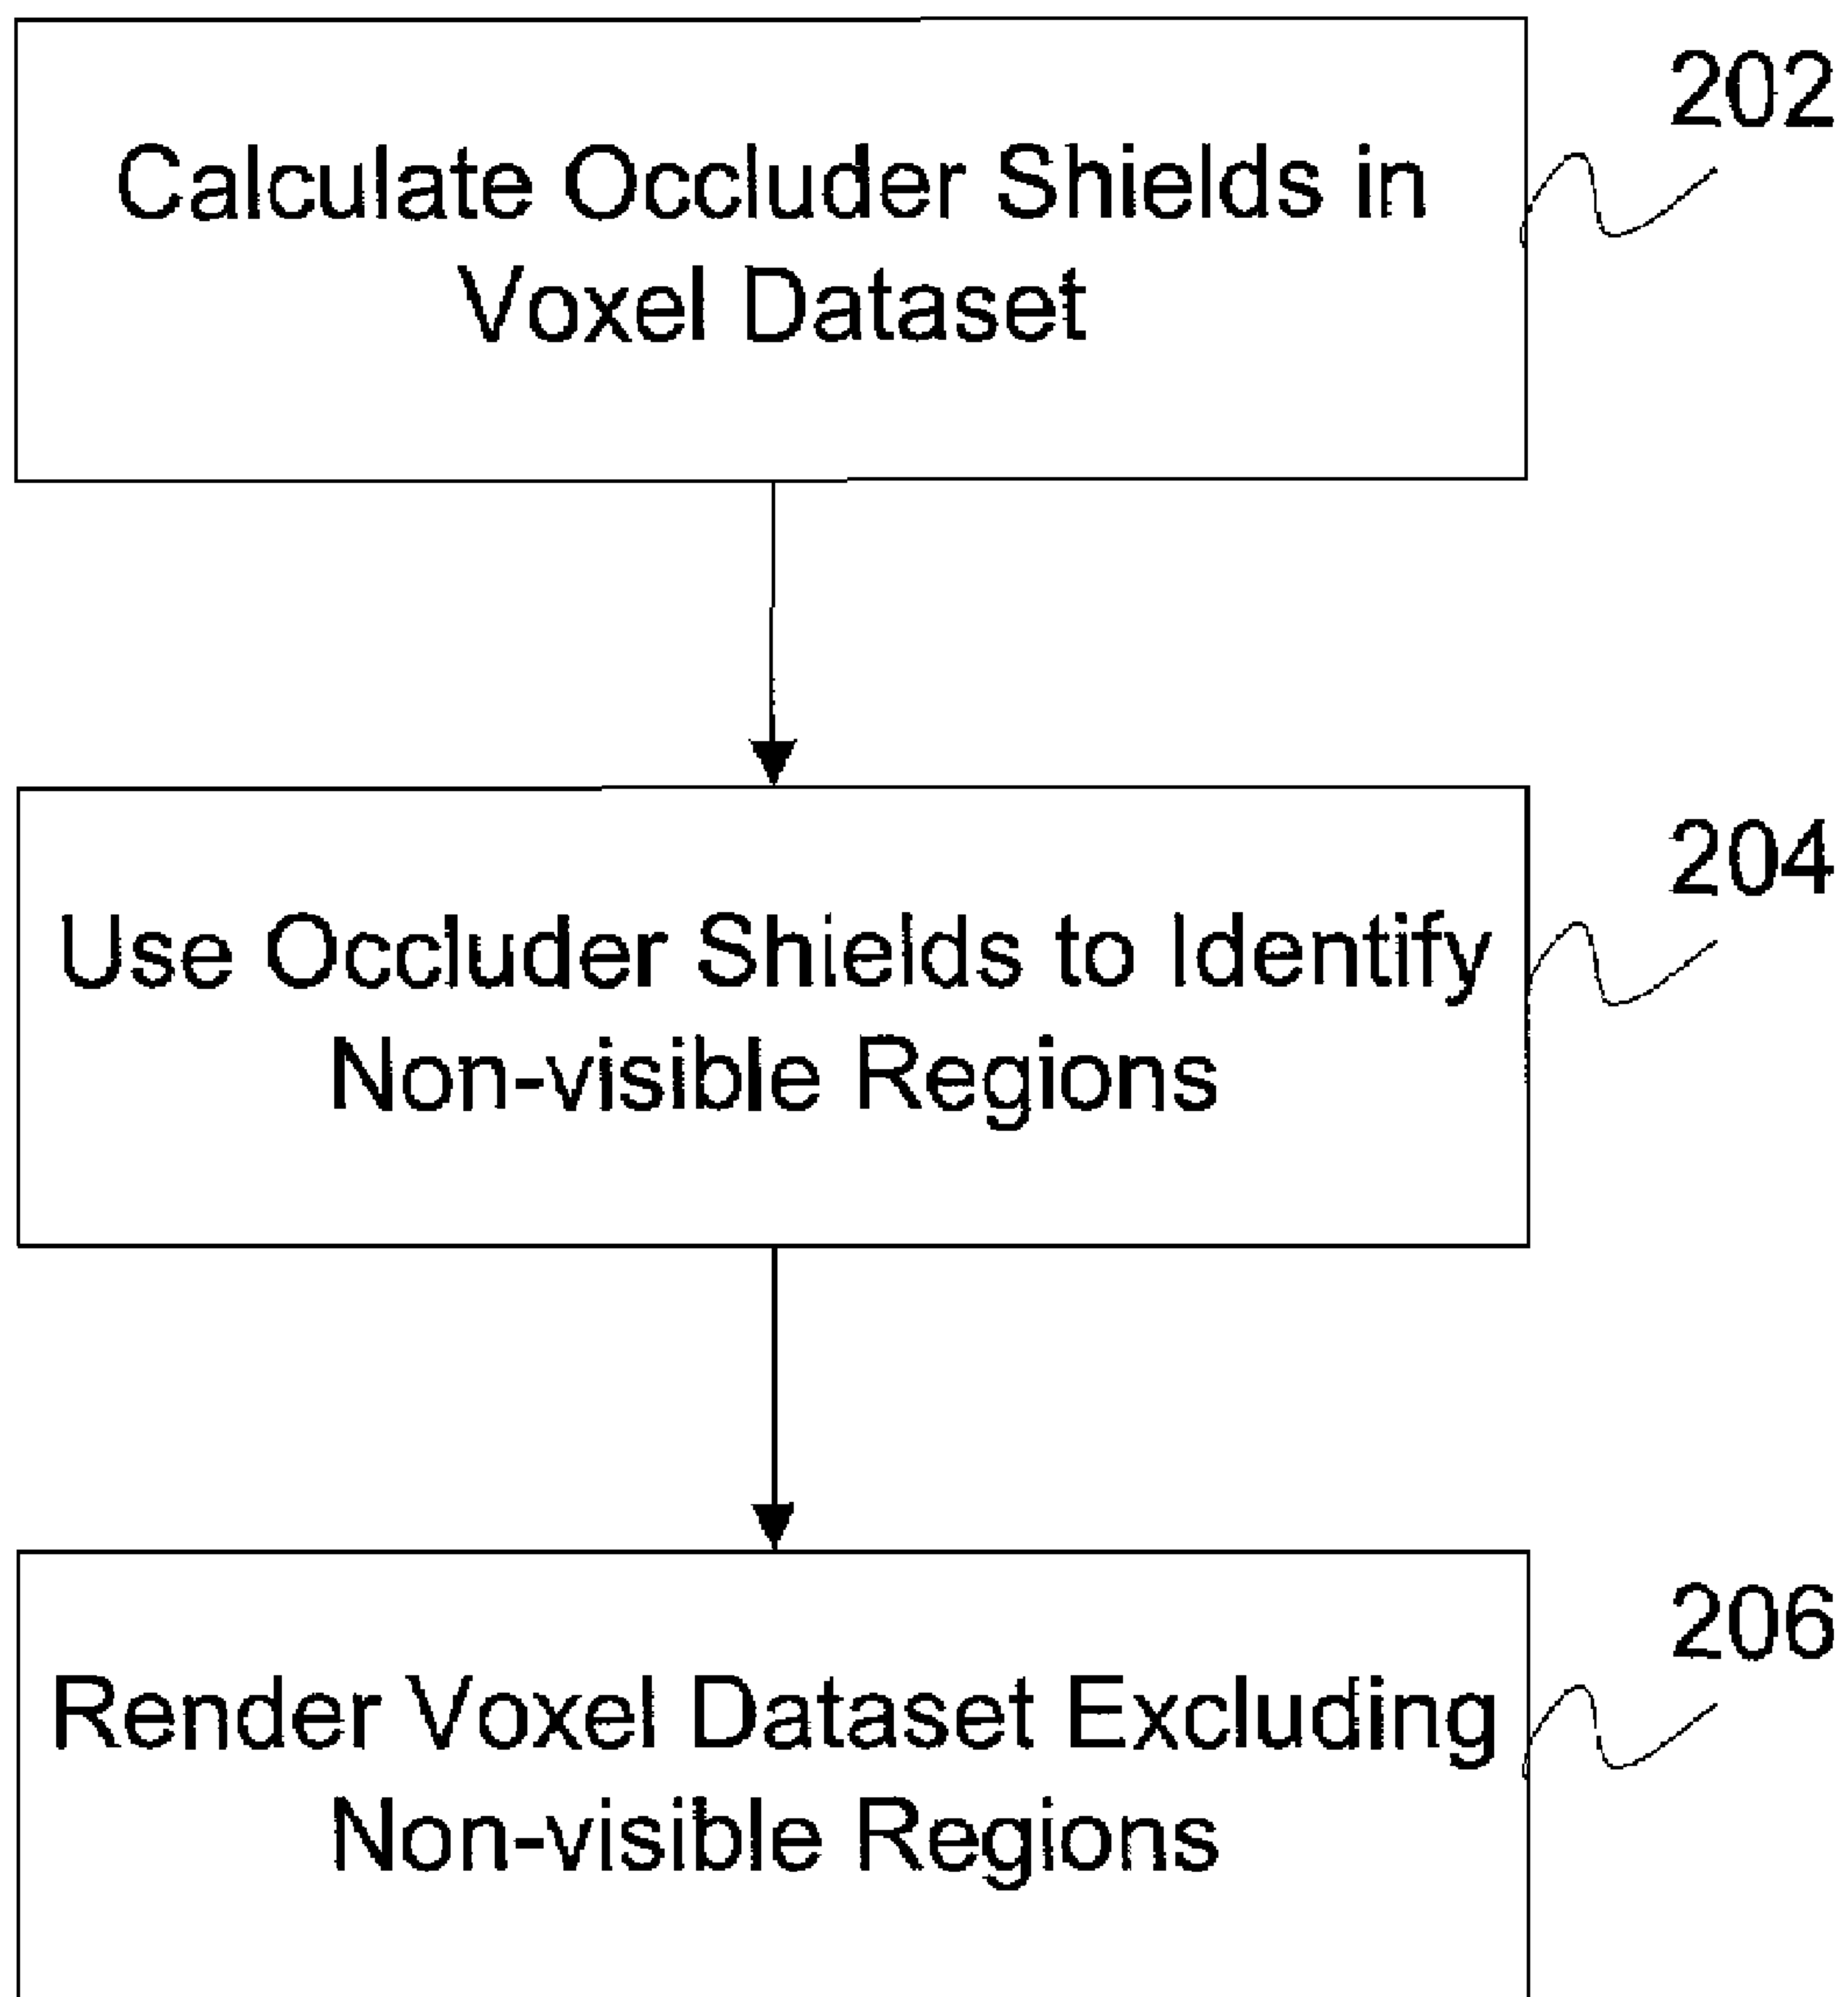 202
Calculate Occluder Shields in
Voxel Dataset
204
Use Occluder Shields to Identify
Non-visible Regions
206
Render Voxel Dataset Excluding
Non-visible Regions